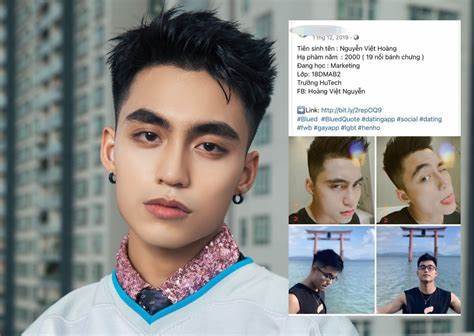 1 thg 12, 2019
Tiên sinh tên : Nguyễn Việt Hoàng
Hạ phàm năm : 2000 ( 19 nồi bánh chưng )
Đang học : Marketing
Lớp: 18DMAB2
Trường HuTech
FB: Hoàng Việt Nguyễn
➡️Link: http://bit.ly/2repOQ9
#Blued #BluedQuote #datingapp #social #dating
#fwb #gayapp #lgbt #henho